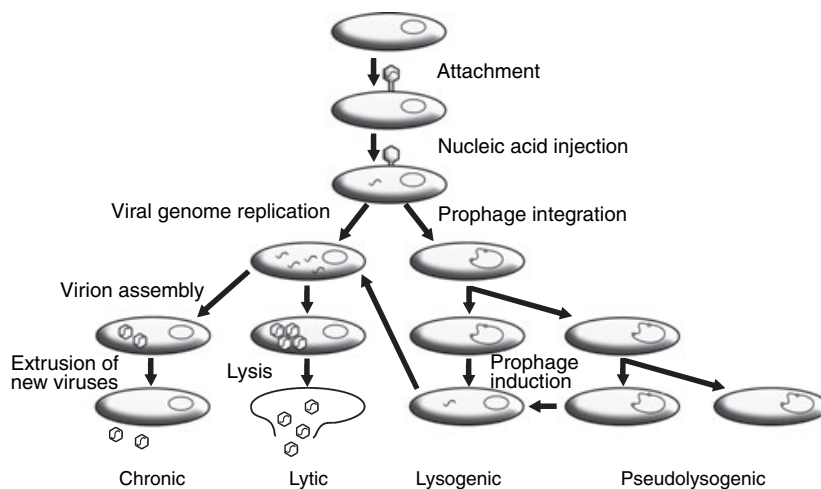 Attachment
Nucleic acid injection
Viral genome replication
Prophage integration
Virion assembly
Extrusion of
new viruses
Lysis
Prophage
induction
Chronic
Lytic
Lysogenic
Pseudolysogenic